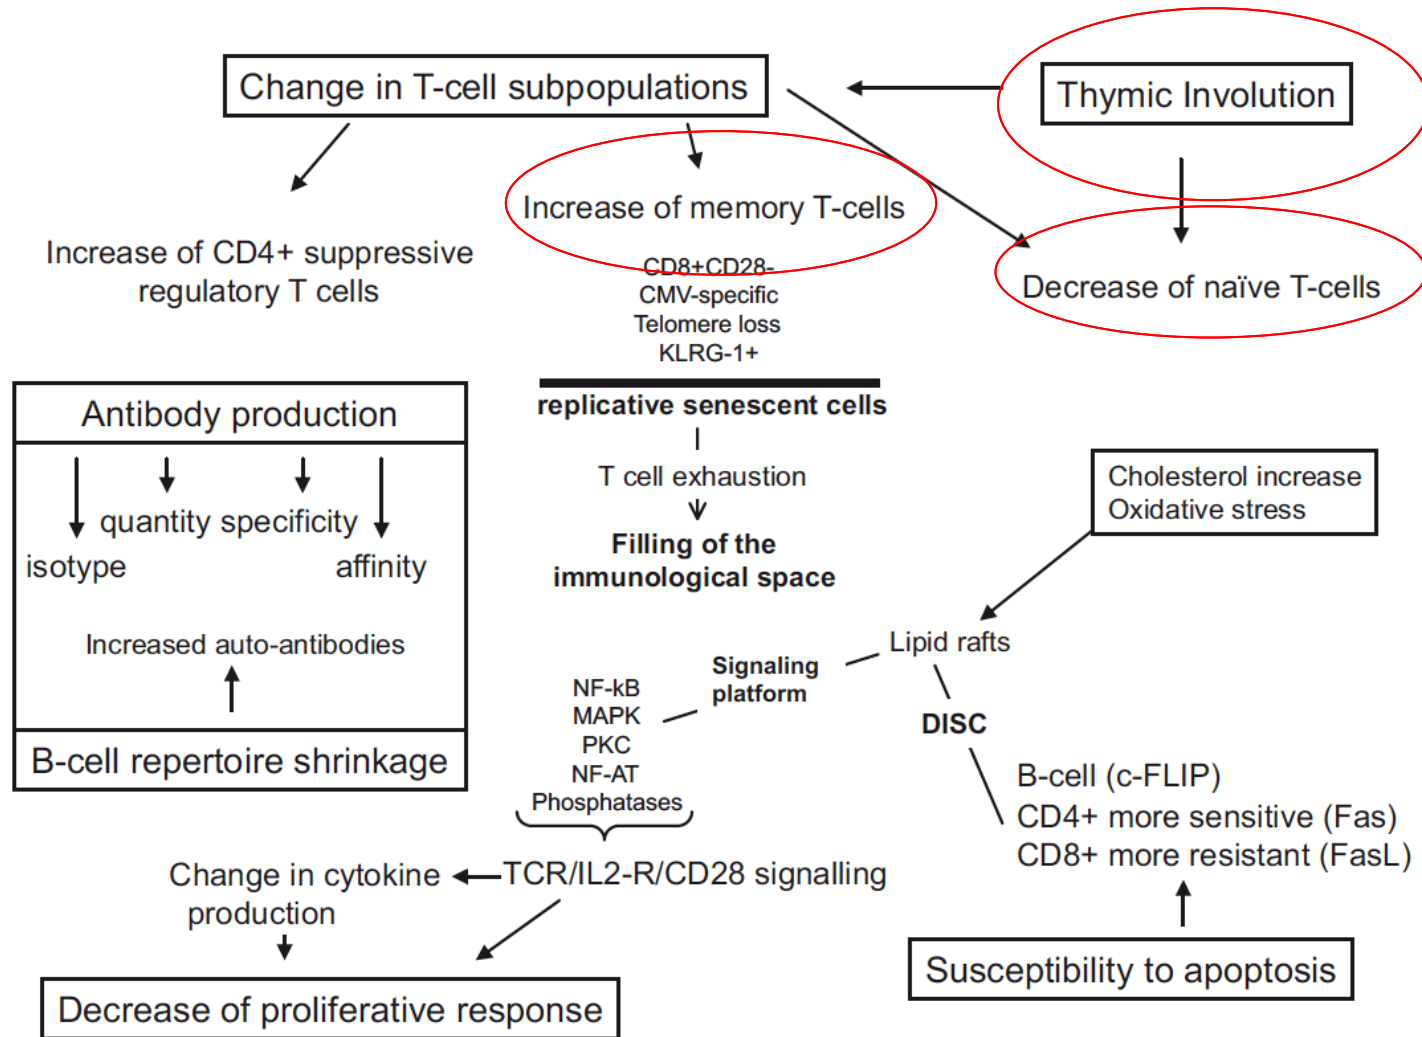 Change in T-cell subpopulations
Thymic Involution
Increase of memory T-cells
Increase of CD4+ suppressive
regulatory T cells
CD8+CD28-
CMV-specific
Telomere loss
KLRG-1+
Decrease of naïve T-cells
replicative senescent cells
T cell exhaustion
Filling of the
immunological space
Antibody production
quantity specificity
isotype
affinity
Increased auto-antibodies
B-cell repertoire shrinkage
Cholesterol increase
Oxidative stress
Lipid rafts
Signaling
platform
DISC
NF-kB
MAPK
PKC
NF-AT
Phosphatases
B-cell (c-FLIP)
CD4+ more sensitive (Fas)
CD8+ more resistant (FasL)
TCR/IL2-R/CD28 signalling
Change in cytokine
production
Susceptibility to apoptosis
Decrease of proliferative response